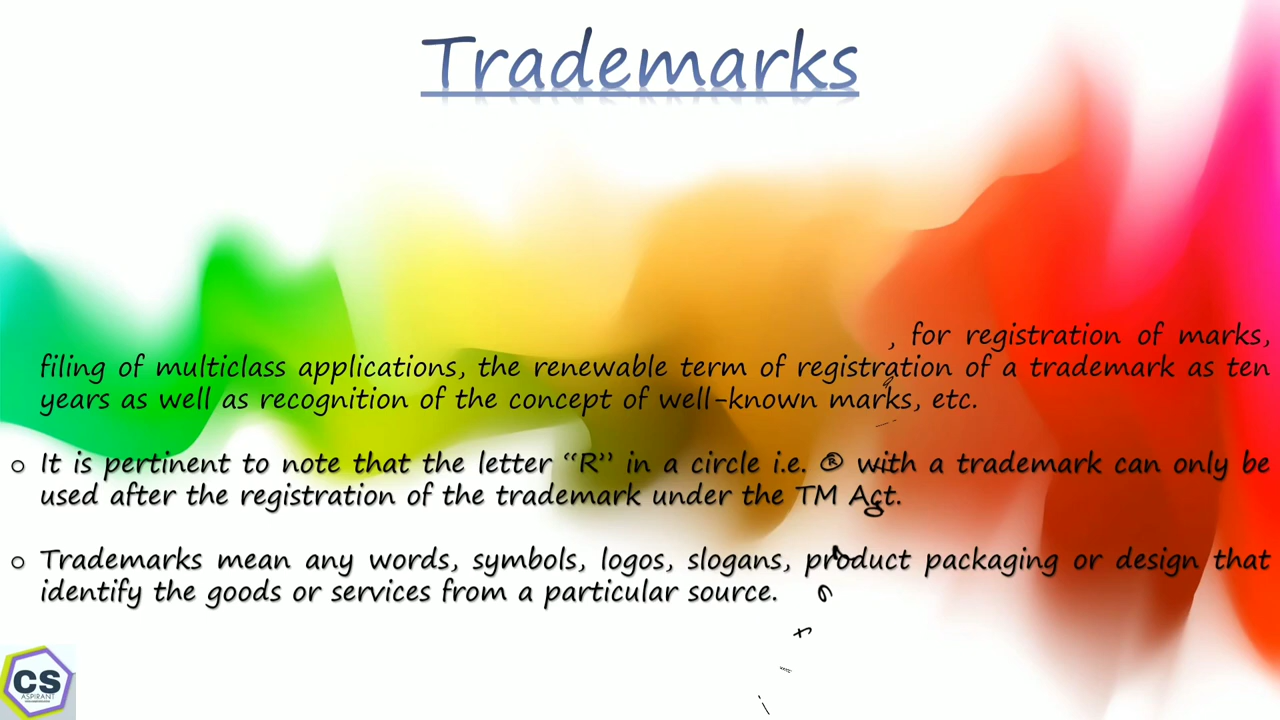 Trademarks
, for registration of marks,
filing of multiclass applications, the renewable term of registration of a trademark as ten
years as well as recognition of the concept of well-known marks, etc.
o It is pertinent to note that the letter “R” in a circle i.e. ® with a trademark can only be
used after the registration of the trademark under the TM Act.
o Trademarks mean any words, symbols, logos, slogans, product packaging or design that
identify the goods or services from a particular source.
CS
ASPIRANT